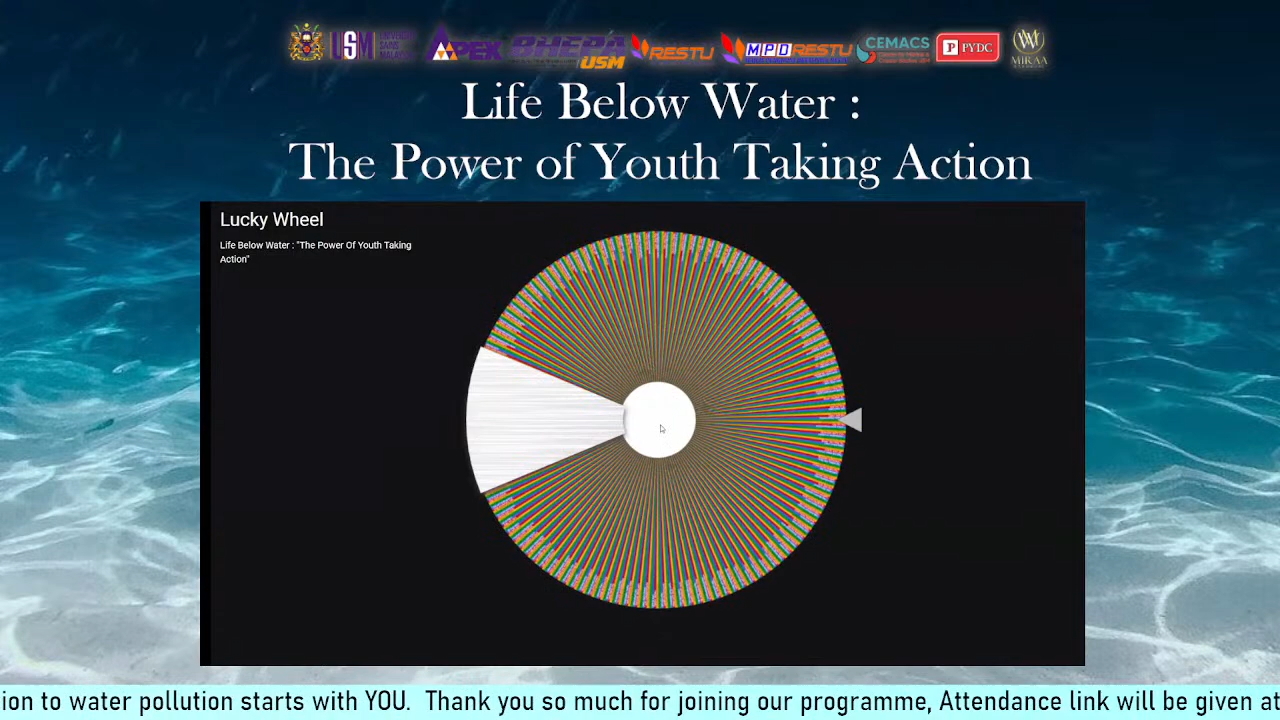 USM
APEX
BHEPA
USM
RESTU
MPD RESTU
CEMACS
P PYDC
MIRAA
Life Below Water :
The Power of Youth Taking Action
Lucky Wheel
Life Below Water : "The Power Of Youth Taking
Action"
ion to water pollution starts with YOU. Thank you so much for joining our programme, Attendance link will be given at